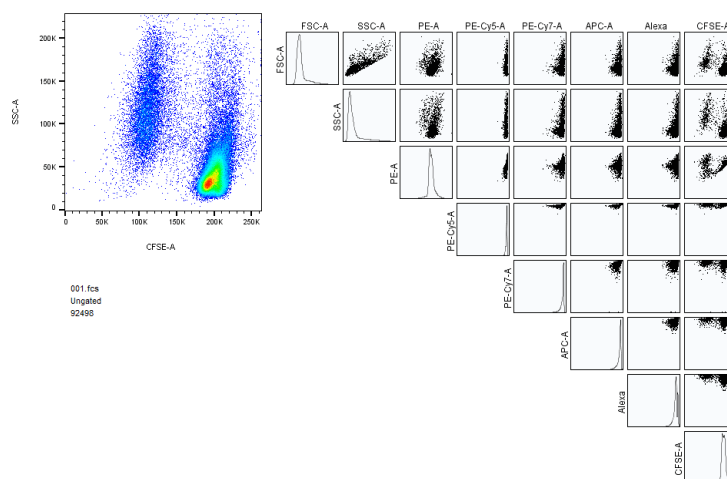 FSC-A SSC-A PE-A PE-Cy5-A PE-Cy7-A APC-A Alexa CFSE-A
200K
150K
100K
50K
0
SSC-A
0 50K 100K 150K 200K 250K
CFSE-A
FSC-A
SSC-A
PE-A
PE-Cy5-A
PE-Cy7-A
APC-A
Alexa
CFSE-A
001.fcs
Ungated
92498